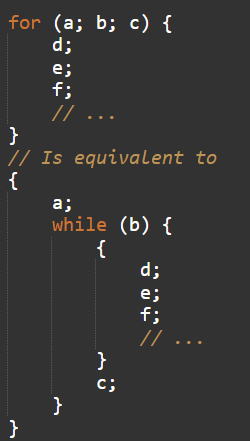 for (a; b; c) {
    d;
    e;
    f;
    // ...
}
// Is equivalent to
{
    a;
    while (b) {
        {
            d;
            e;
            f;
            // ...
        }
        c;
    }
}